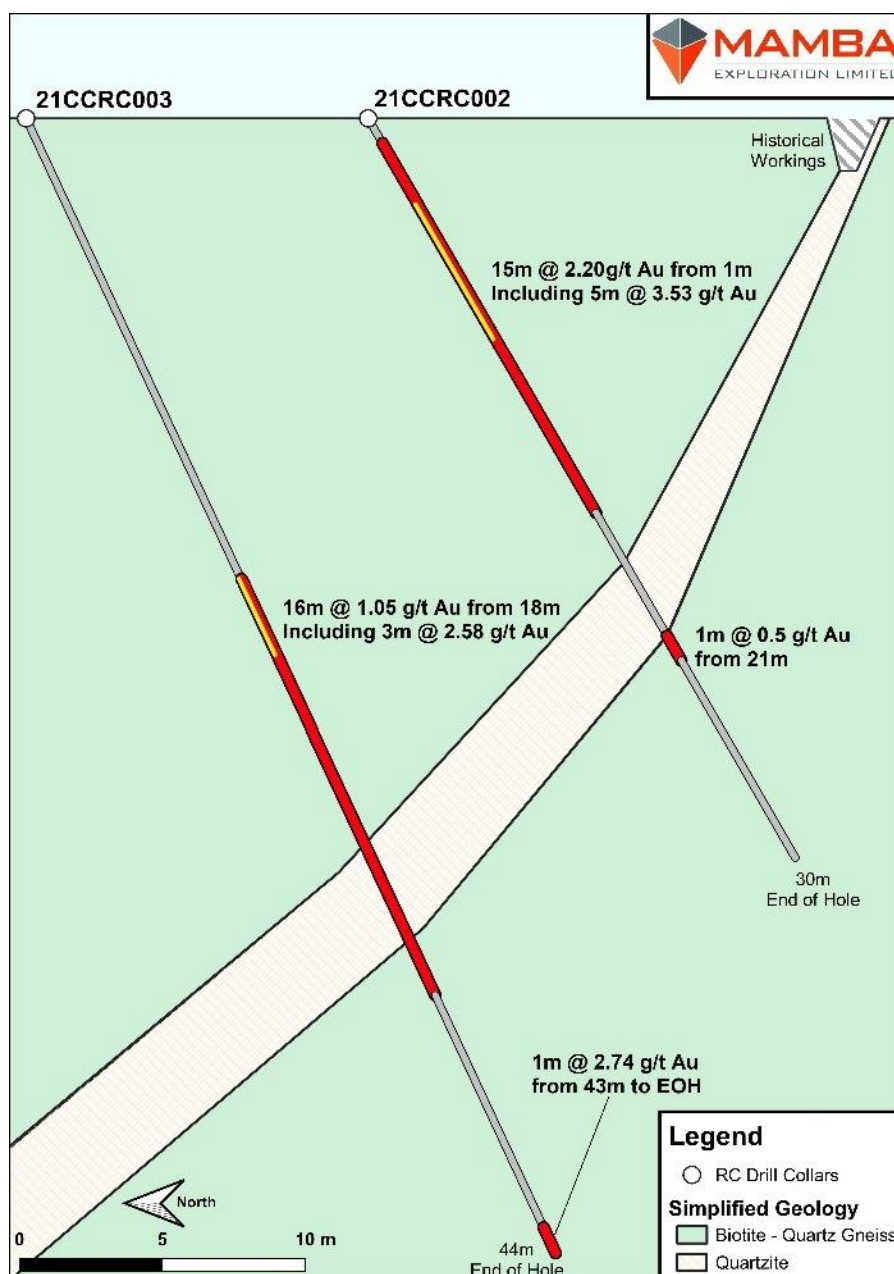 MAMBA
EXPLORATION LIMITED
21CCRC003
21CCRC002
Historical
Workings
15m @ 2.20g/t Au from 1m
Including 5m @ 3.53 g/t Au
16m @ 1.05 g/t Au from 18m
Including 3m @ 2.58 g/t Au
1m @ 0.5 g/t Au
from 21m
30m
End of Hole
1m @ 2.74 g/t Au
from 43m to EOH
North
0 5 10 m
44m
End of Hole
Legend
RC Drill Collars
Simplified Geology
Biotite - Quartz Gneiss
Quartzite